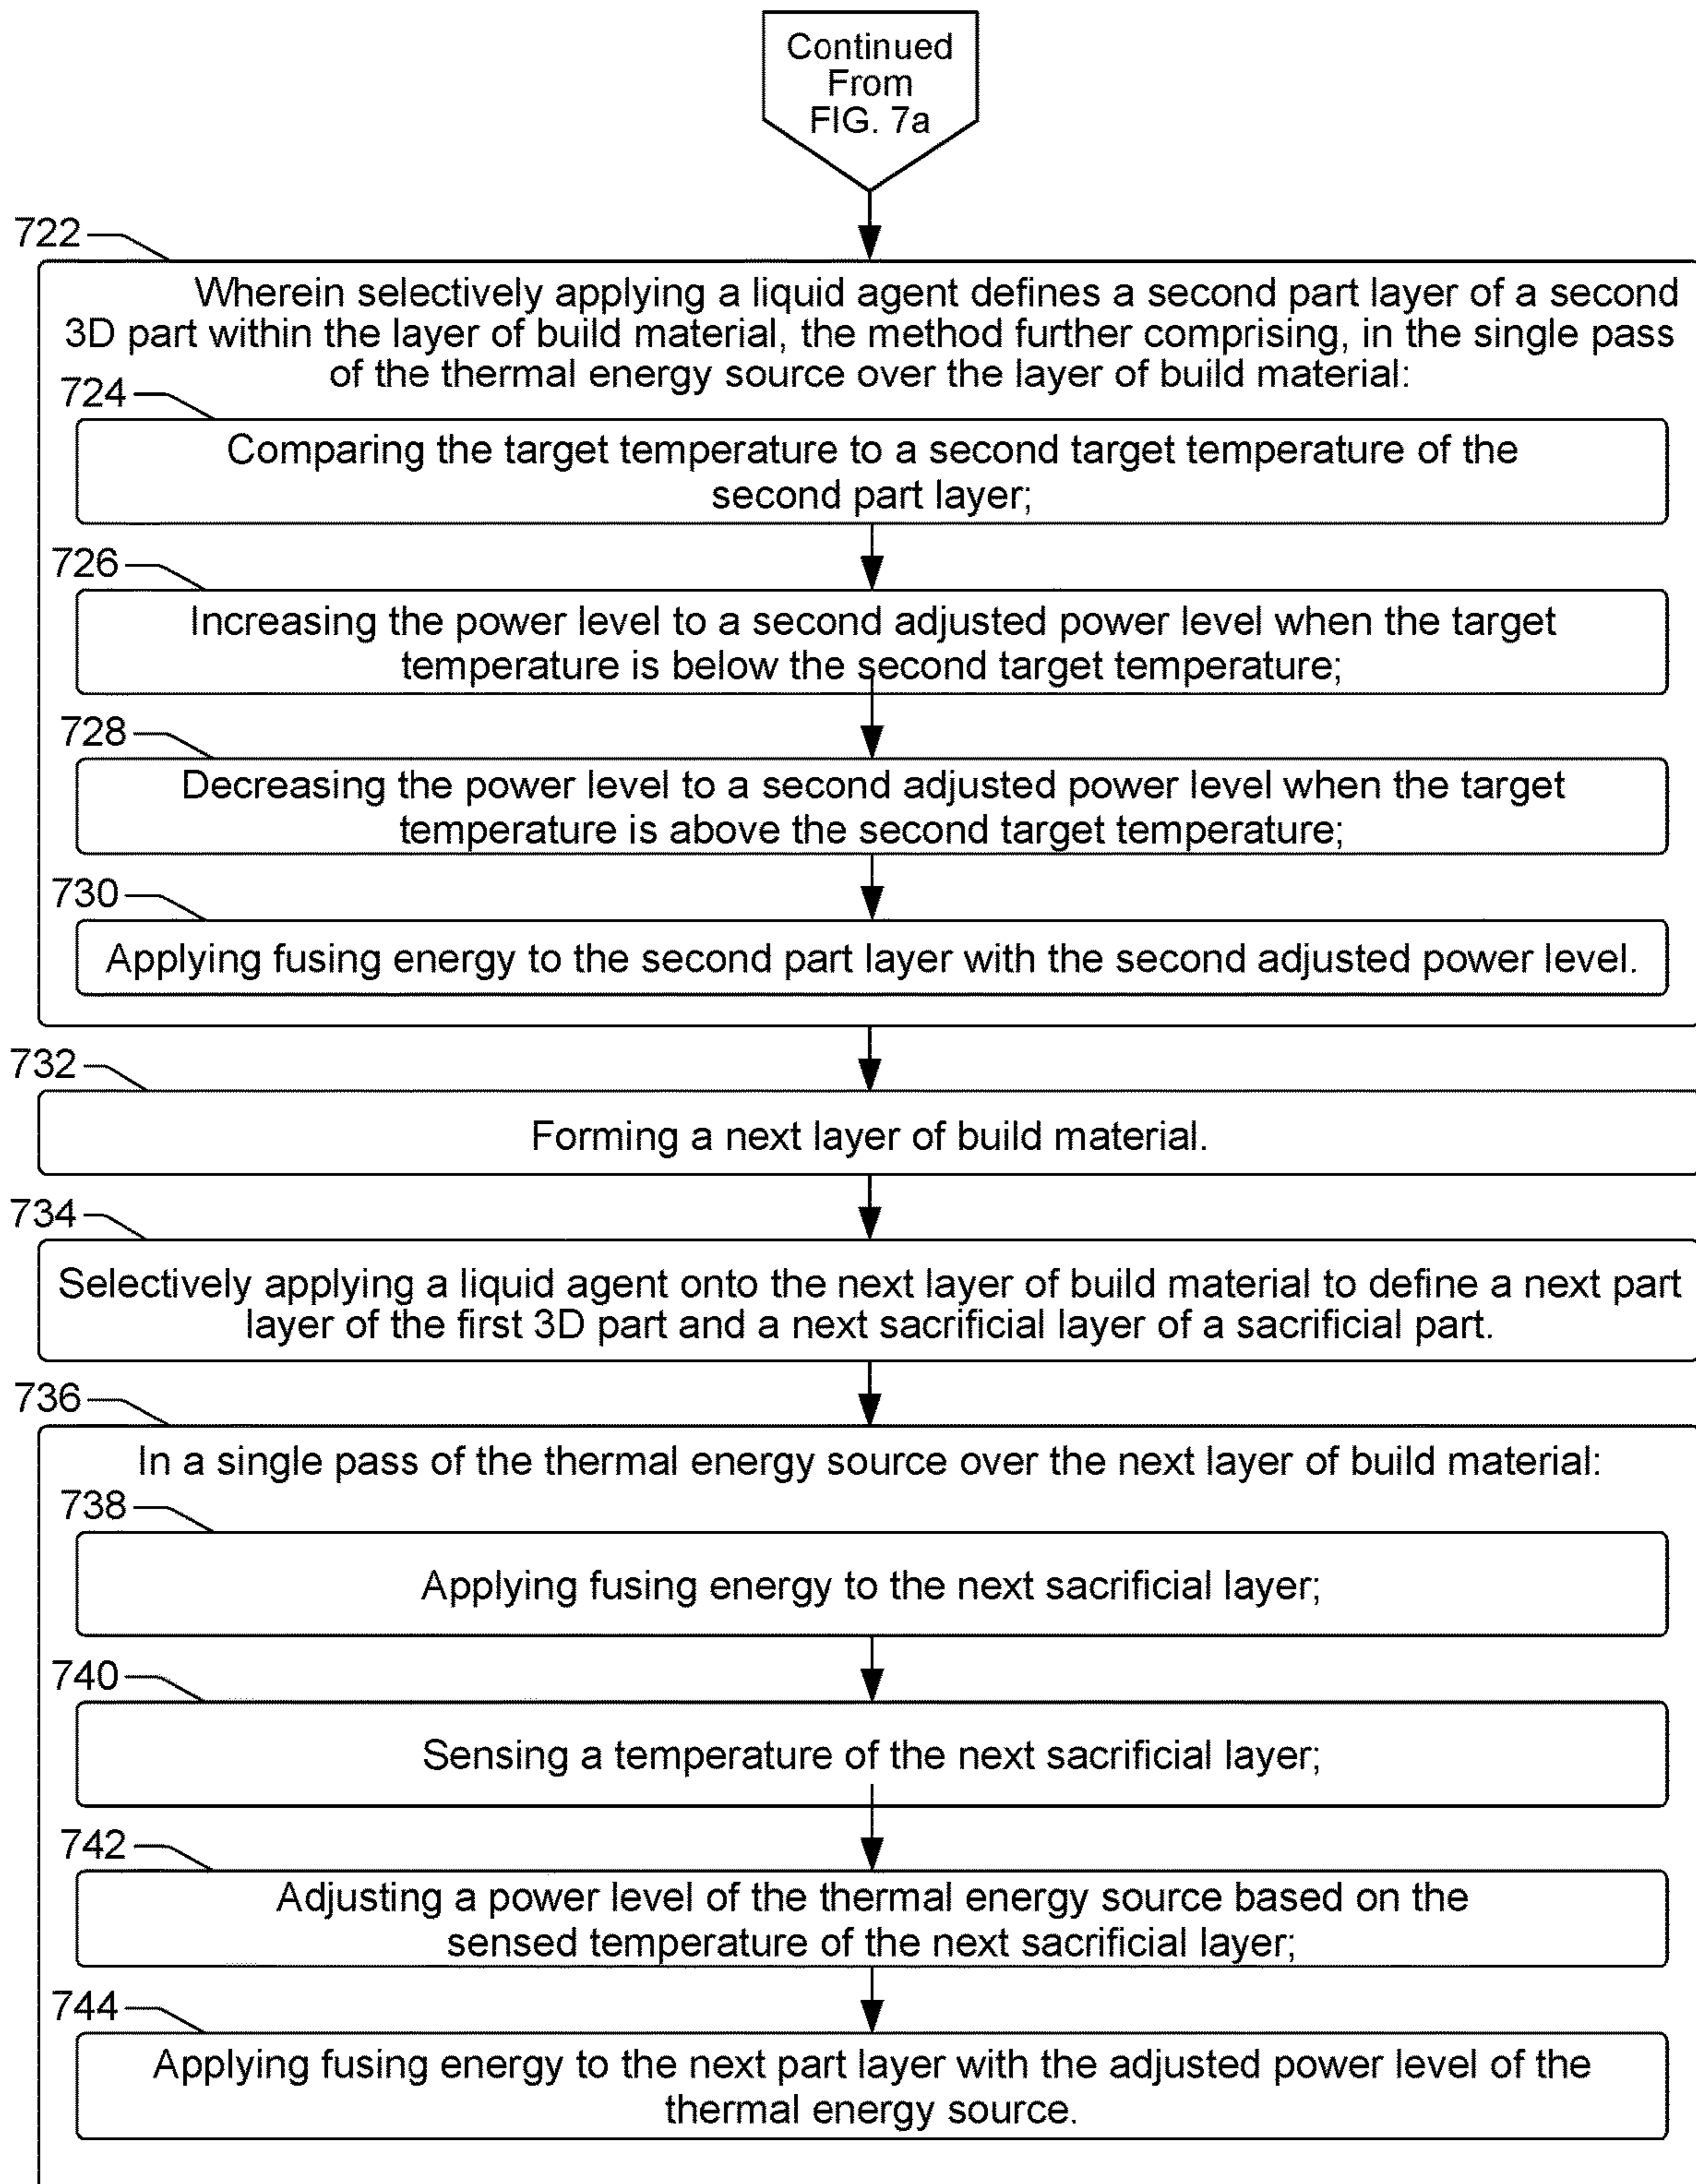 Continued
From
FIG. 7a
722
Wherein selectively applying a liquid agent defines a second part layer of a second
3D part within the layer of build material, the method further comprising, in the single pass
of the thermal energy source over the layer of build material:
724
Comparing the target temperature to a second target temperature of the
second part layer;
726
Increasing the power level to a second adjusted power level when the target
temperature is below the second target temperature;
728
Decreasing the power level to a second adjusted power level when the target
temperature is above the second target temperature;
730
Applying fusing energy to the second part layer with the second adjusted power level.
732
Forming a next layer of build material.
734
Selectively applying a liquid agent onto the next layer of build material to define a next part
layer of the first 3D part and a next sacrificial layer of a sacrificial part.
736
In a single pass of the thermal energy source over the next layer of build material:
738
Applying fusing energy to the next sacrificial layer;
740
Sensing a temperature of the next sacrificial layer;
742
Adjusting a power level of the thermal energy source based on the
sensed temperature of the next sacrificial layer;
744
Applying fusing energy to the next part layer with the adjusted power level of the
thermal energy source.